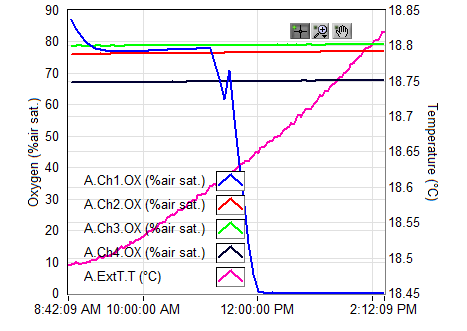 90
80
70
60
50
40
30
20
10
0
Oxygen (%air sat.)
18.85
18.8
18.75
18.7
18.65
18.6
18.55
18.5
18.45
Temperature (°C)
A.Ch1.OX (%air sat.)
A.Ch2.OX (%air sat.)
A.Ch3.OX (%air sat.)
A.Ch4.OX (%air sat.)
A.ExtT.T (°C)
8:42:09 AM 10:00:00 AM 12:00:00 PM 2:12:09 PM